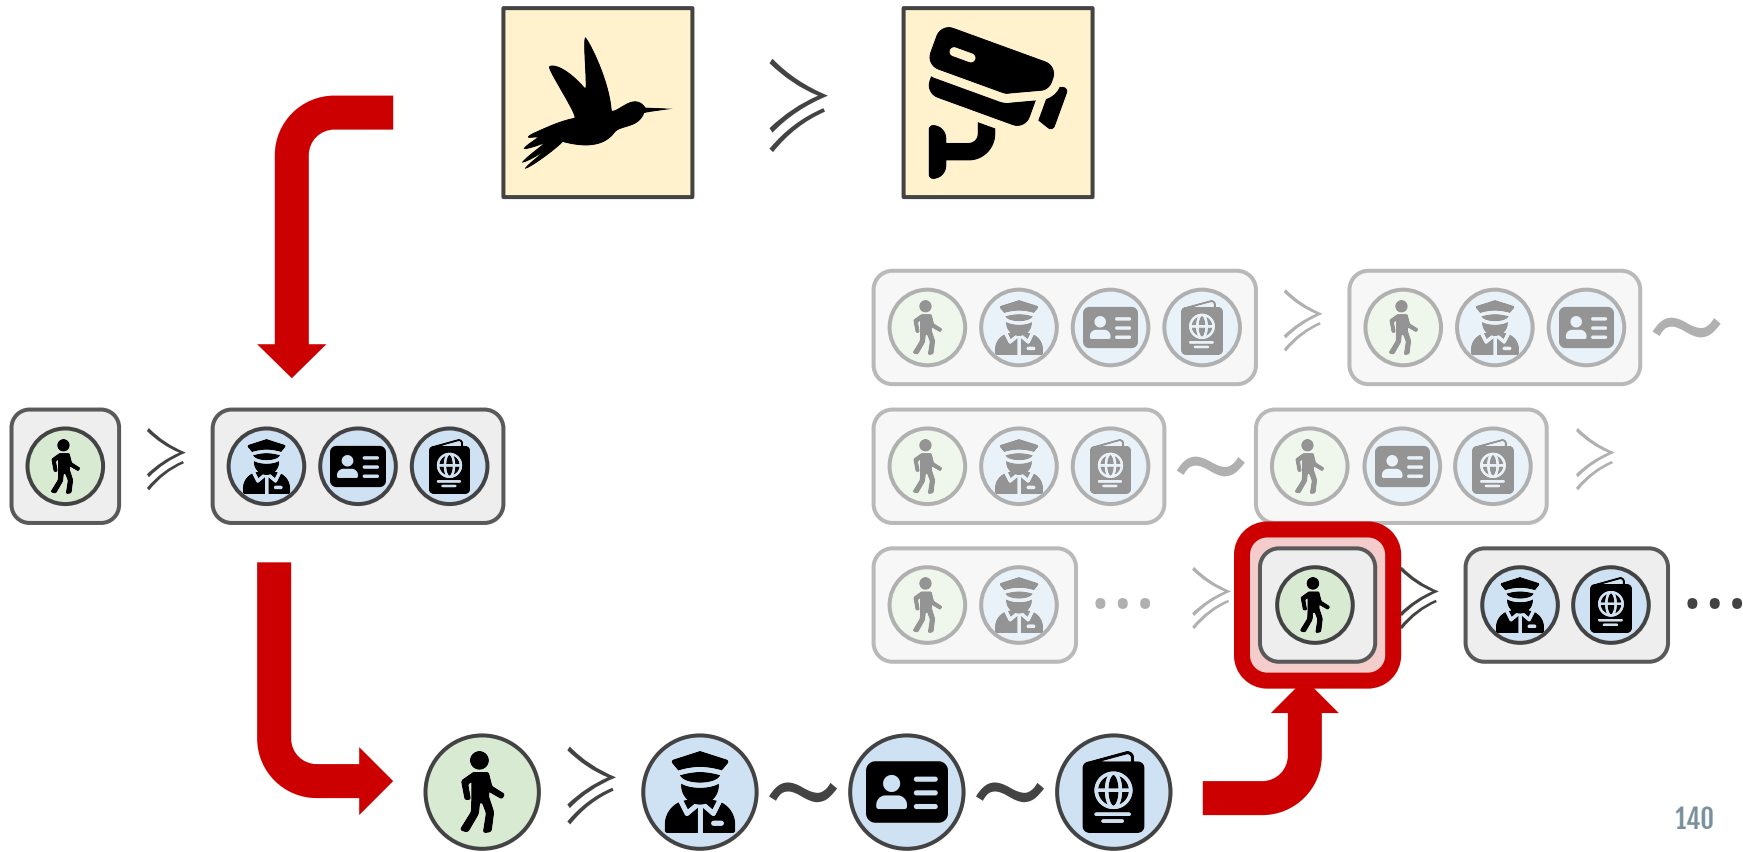 ≽
≽ ∼
≽ ∼ ≽
… ≽ ≽ …
≽ ∼ ∼
140